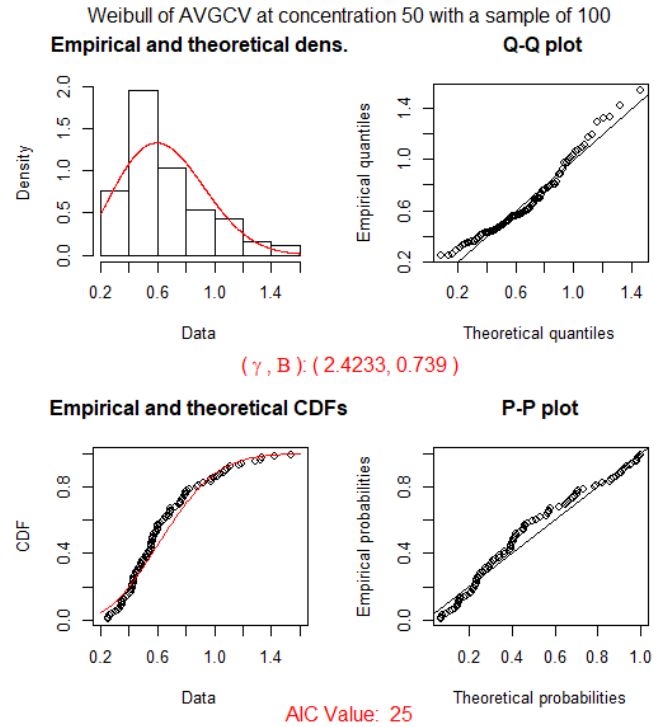 Weibull of AVGCV at concentration 50 with a sample of 100
Empirical and theoretical dens.
Density
0.0 0.5 1.0 1.5 2.0
0.2 0.6 1.0 1.4
Data
Q-Q plot
Empirical quantiles
0.2 0.6 1.0 1.4
0.2 0.6 1.0 1.4
Theoretical quantiles
( γ , B ): ( 2.4233, 0.739 )
Empirical and theoretical CDFs
CDF
0.0 0.4 0.8
0.2 0.6 1.0 1.4
Data
P-P plot
Empirical probabilities
0.0 0.4 0.8
0.2 0.4 0.6 0.8 1.0
Theoretical probabilities
AIC Value: 25